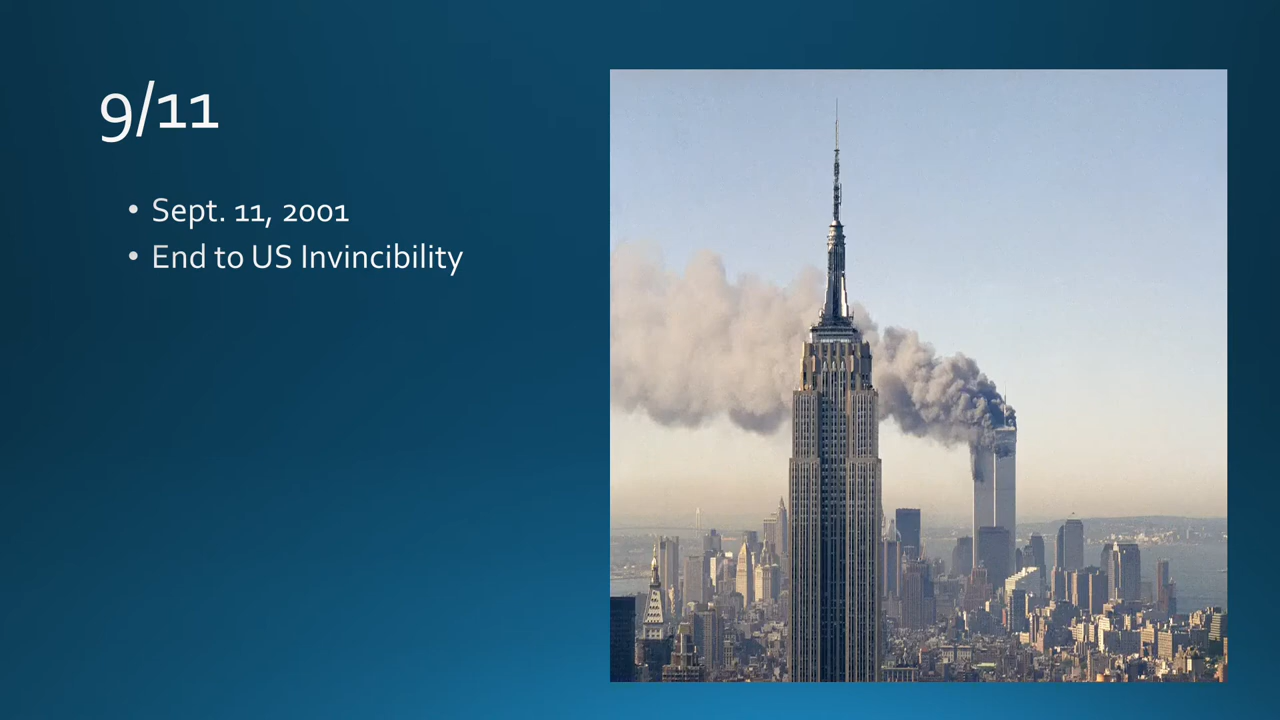 9/11
• Sept. 11, 2001
• End to US Invincibility